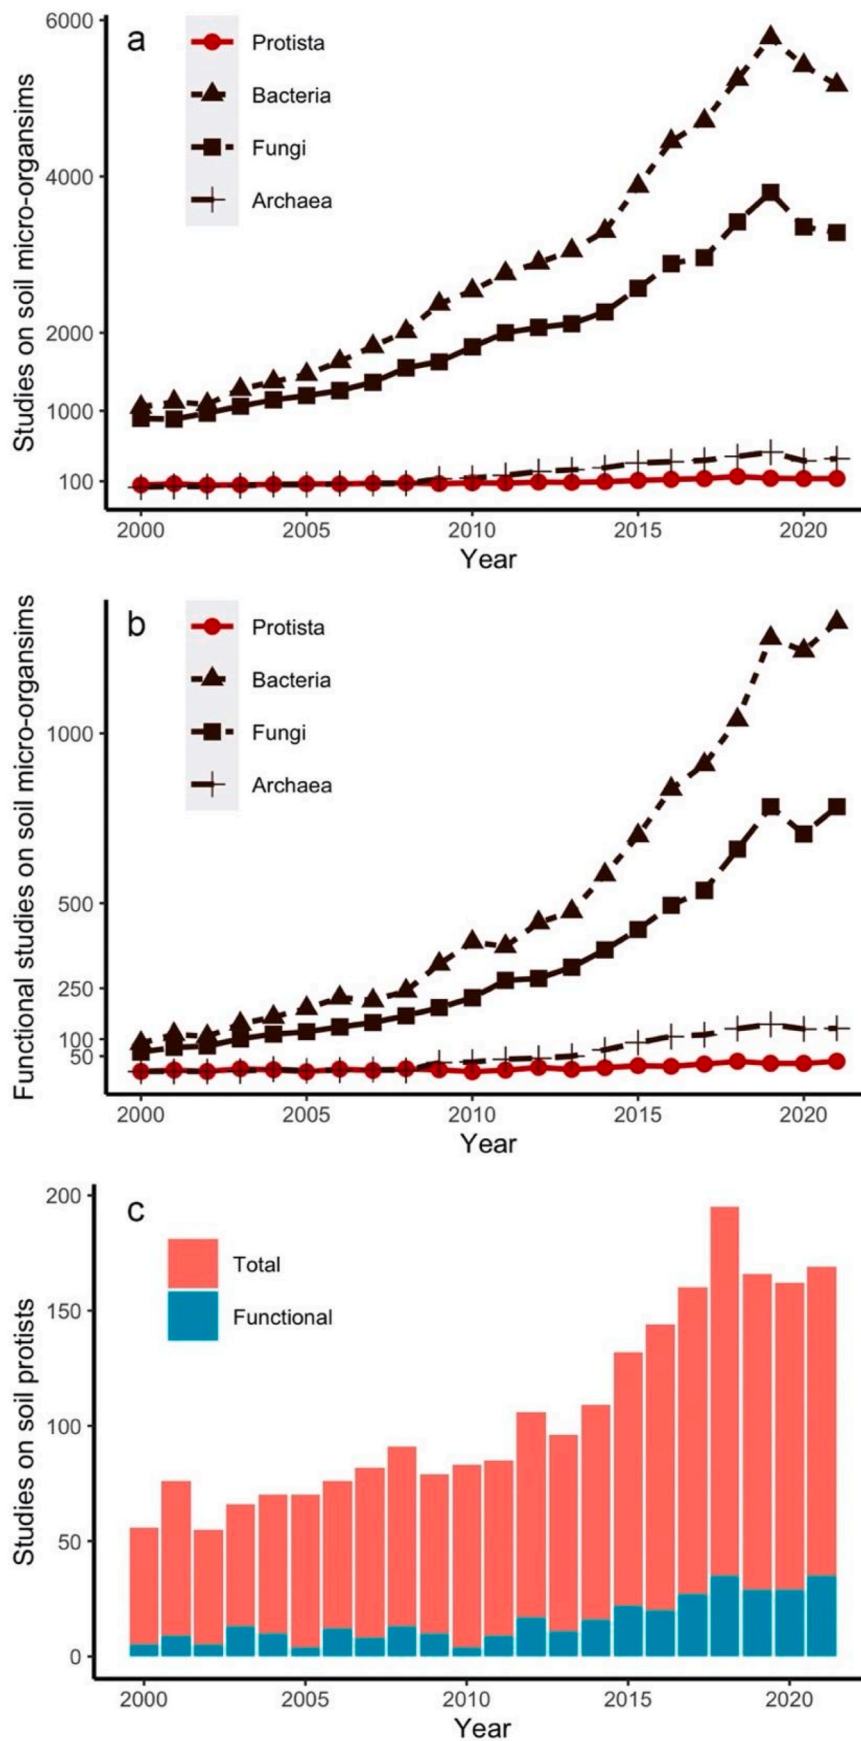 a
Protista
Bacteria
Fungi
Archaea
6000
4000
2000
1000
100
Studies on soil micro-organsims
2000
2005
2010
2015
2020
Year
b
Protista
Bacteria
Fungi
Archaea
1000
500
250
100
50
Functional studies on soil micro-organsims
2000
2005
2010
2015
2020
Year
c
Total
Functional
200
150
100
50
0
Studies on soil protists
2000
2005
2010
2015
2020
Year